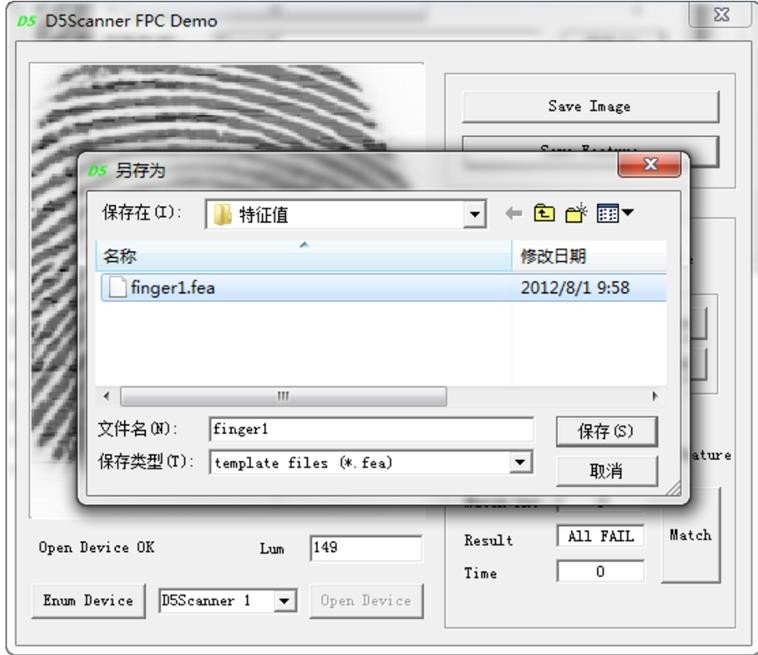 D5 D5Scanner FPC Demo
Save Image
D5 另存为
保存在(I): 特征值
名称 修改日期
finger1.fea 2012/8/1 9:58
文件名(N): finger1 保存(S)
保存类型(T): template files (*.fea) 取消
ature
Result All FAIL Match
Open Device OK Lum 149
Time 0
Enum Device D5Scanner 1 Open Device